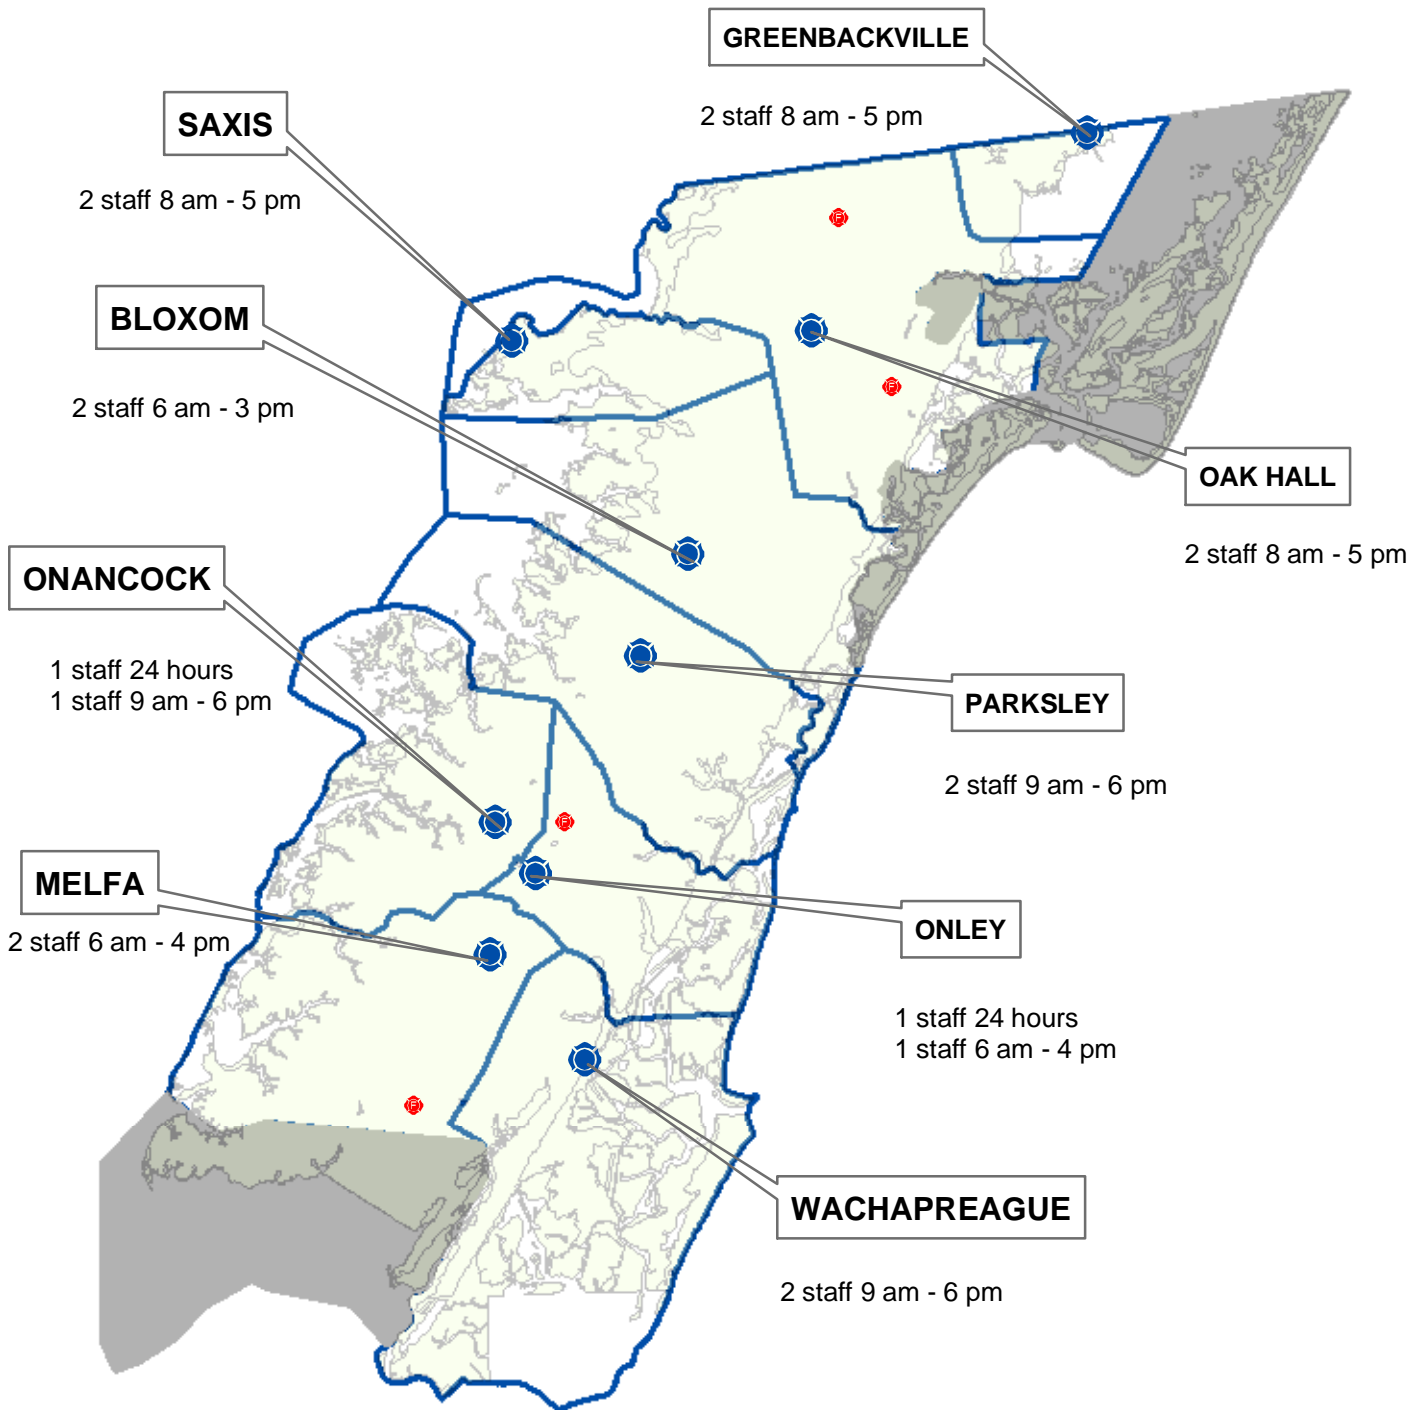 GREENBACKVILLE
2 staff 8 am - 5 pm
SAXIS
2 staff 8 am - 5 pm
BLOXOM
2 staff 6 am - 3 pm
OAK HALL
2 staff 8 am - 5 pm
ONANCOCK
1 staff 24 hours
1 staff 9 am - 6 pm
PARKSLEY
2 staff 9 am - 6 pm
MELFA
2 staff 6 am - 4 pm
ONLEY
1 staff 24 hours
1 staff 6 am - 4 pm
WACHAPREAGUE
2 staff 9 am - 6 pm
F
F
F
F